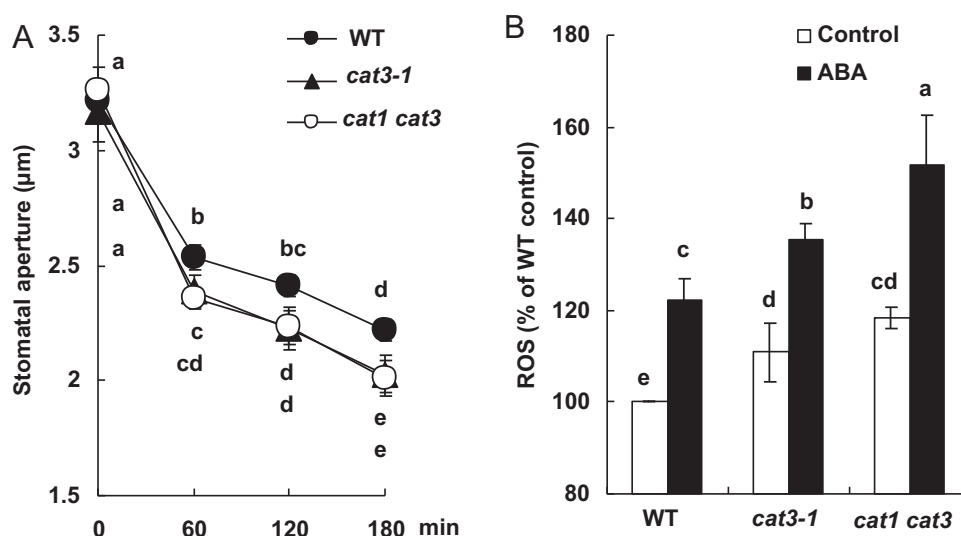 A
3.5
3
2.5
2
1.5
Stomatal aperture (µm)
WT
cat3-1
cat1 cat3
a
a
a
b
bc
d
c
cd
d
d
e
e
0 60 120 180 min
B
180
160
140
120
100
80
ROS (% of WT control)
Control
ABA
e
c
d
b
cd
a
WT cat3-1 cat1 cat3